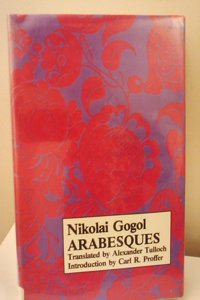 Nikolai Gogol
ARABESQUES
Translated by Alexander Tulloch
Introduction by Carl R. Proffer